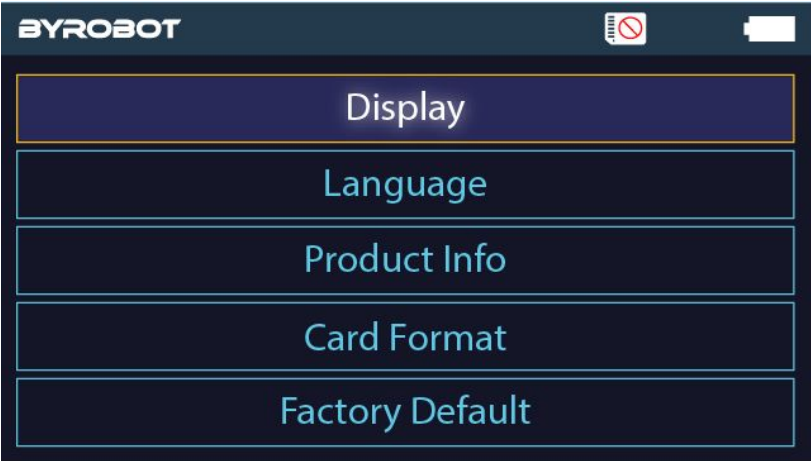 BYROBOT
Display
Language
Product Info
Card Format
Factory Default